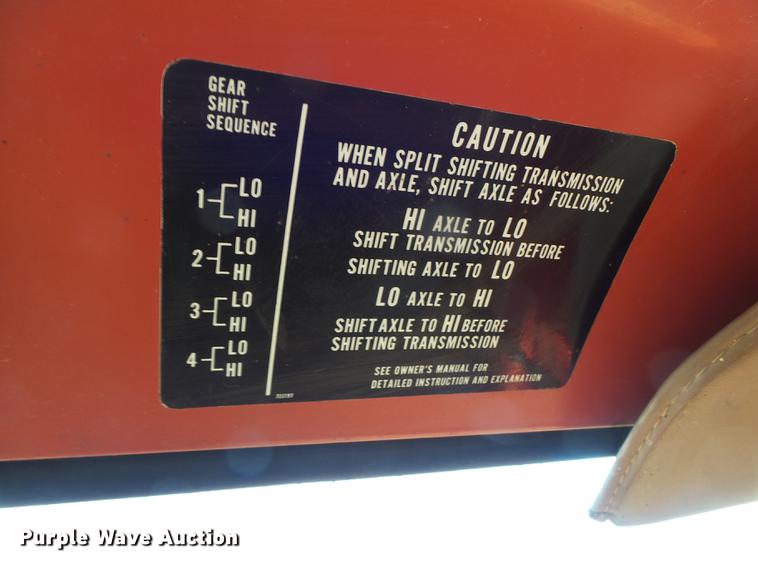 GEAR
SHIFT
SEQUENCE
1 LO
HI
2 LO
HI
3 LO
HI
4 LO
HI
CAUTION
WHEN SPLIT SHIFTING TRANSMISSION
AND AXLE, SHIFT AXLE AS FOLLOWS:
HI AXLE TO LO
SHIFT TRANSMISSION BEFORE
SHIFTING AXLE TO LO
LO AXLE TO HI
SHIFT AXLE TO HI BEFORE
SHIFTING TRANSMISSION
SEE OWNER'S MANUAL FOR
DETAILED INSTRUCTION AND EXPLANATION
Purple Wave Auction